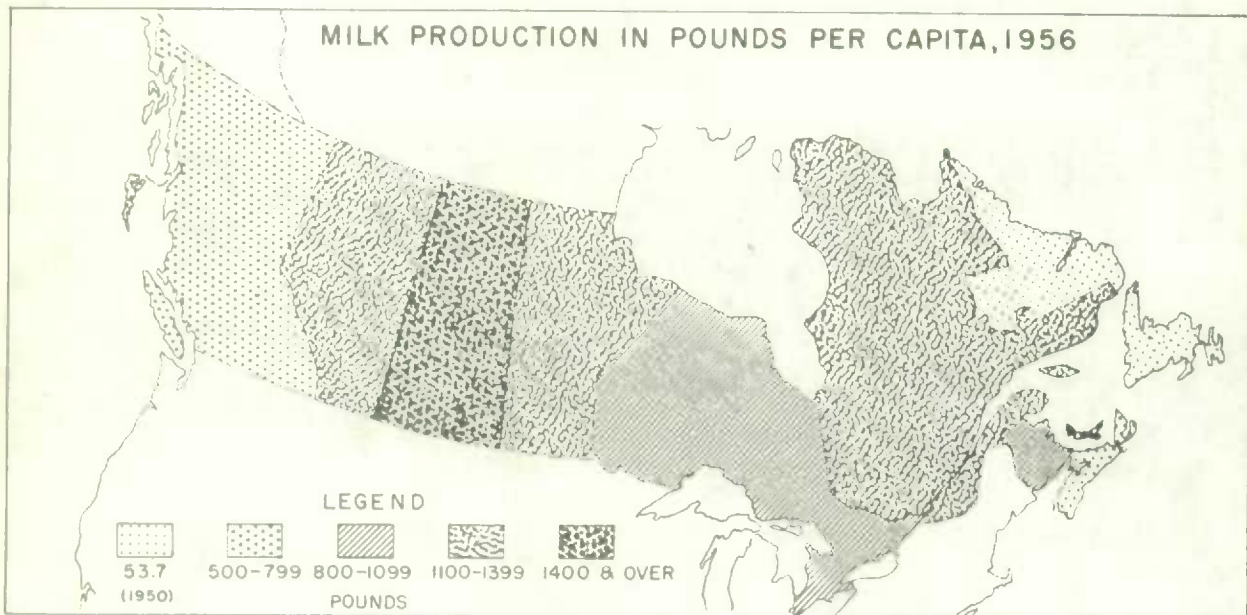 MILK PRODUCTION IN POUNDS PER CAPITA, 1956
LEGEND
53.7 500-799 800-1099 1100-1399 1400 & OVER
(1950) POUNDS